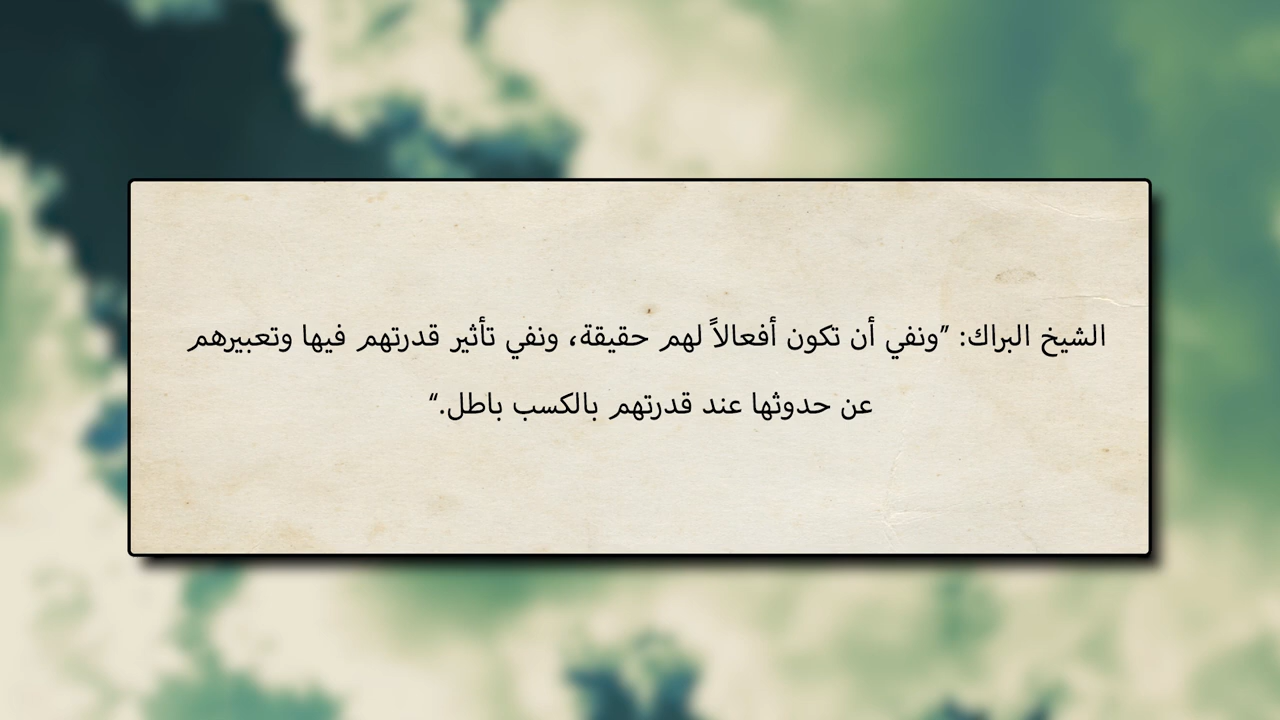 الشيخ البراك: ”ونفي أن تكون أفعالاً لهم حقيقة، ونفي تأثير قدرتهم فيها وتعبيرهم
عن حدوثها عند قدرتهم بالكسب باطل.“